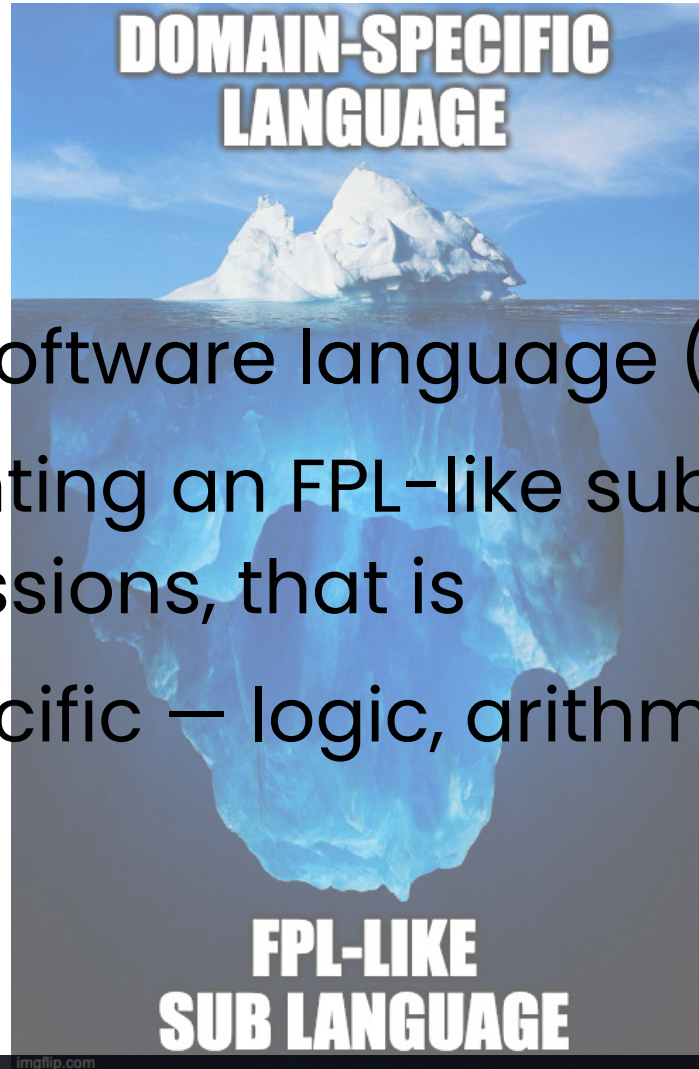 DOMAIN-SPECIFIC
LANGUAGE
oftware language (
ting an FPL-like sub
ssions, that is
cific — logic, arithm
FPL-LIKE
SUB LANGUAGE
imgflip.com